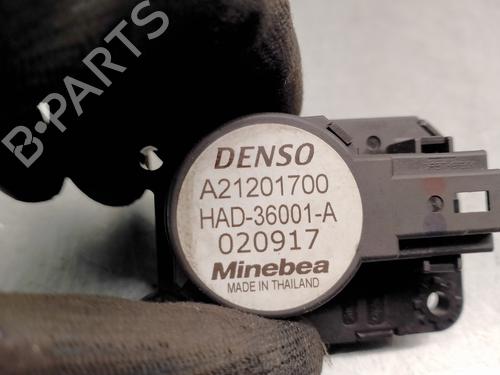 B-PARTS
DENSO
A21201700
HAD-36001-A
020917
Minebea
MADE IN THAILAND